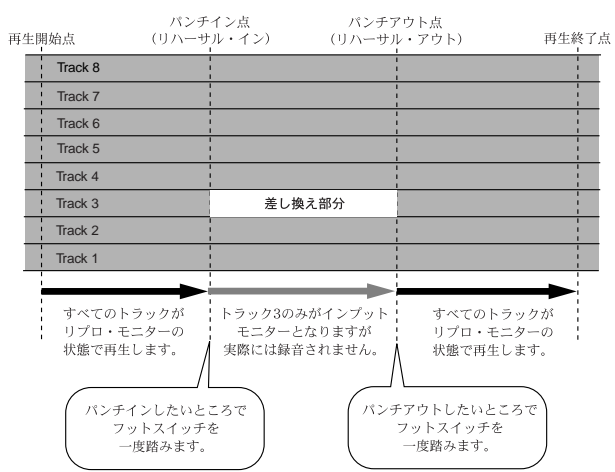 パンチイン点
パンチアウト点
再生開始点
（リハーサル・イン）
（リハーサル・アウト）
再生終了点
Track 8
Track 7
Track 6
Track 5
Track 4
Track 3
差し換え部分
Track 2
Track 1
すべてのトラックが
リプロ・モニターの
状態で再生します。
トラック3のみがインプット
モニターとなりますが
実際には録音されません。
すべてのトラックが
リプロ・モニターの
状態で再生します。
パンチインしたいところで
フットスイッチを
一度踏みます。
パンチアウトしたいところで
フットスイッチを
一度踏みます。